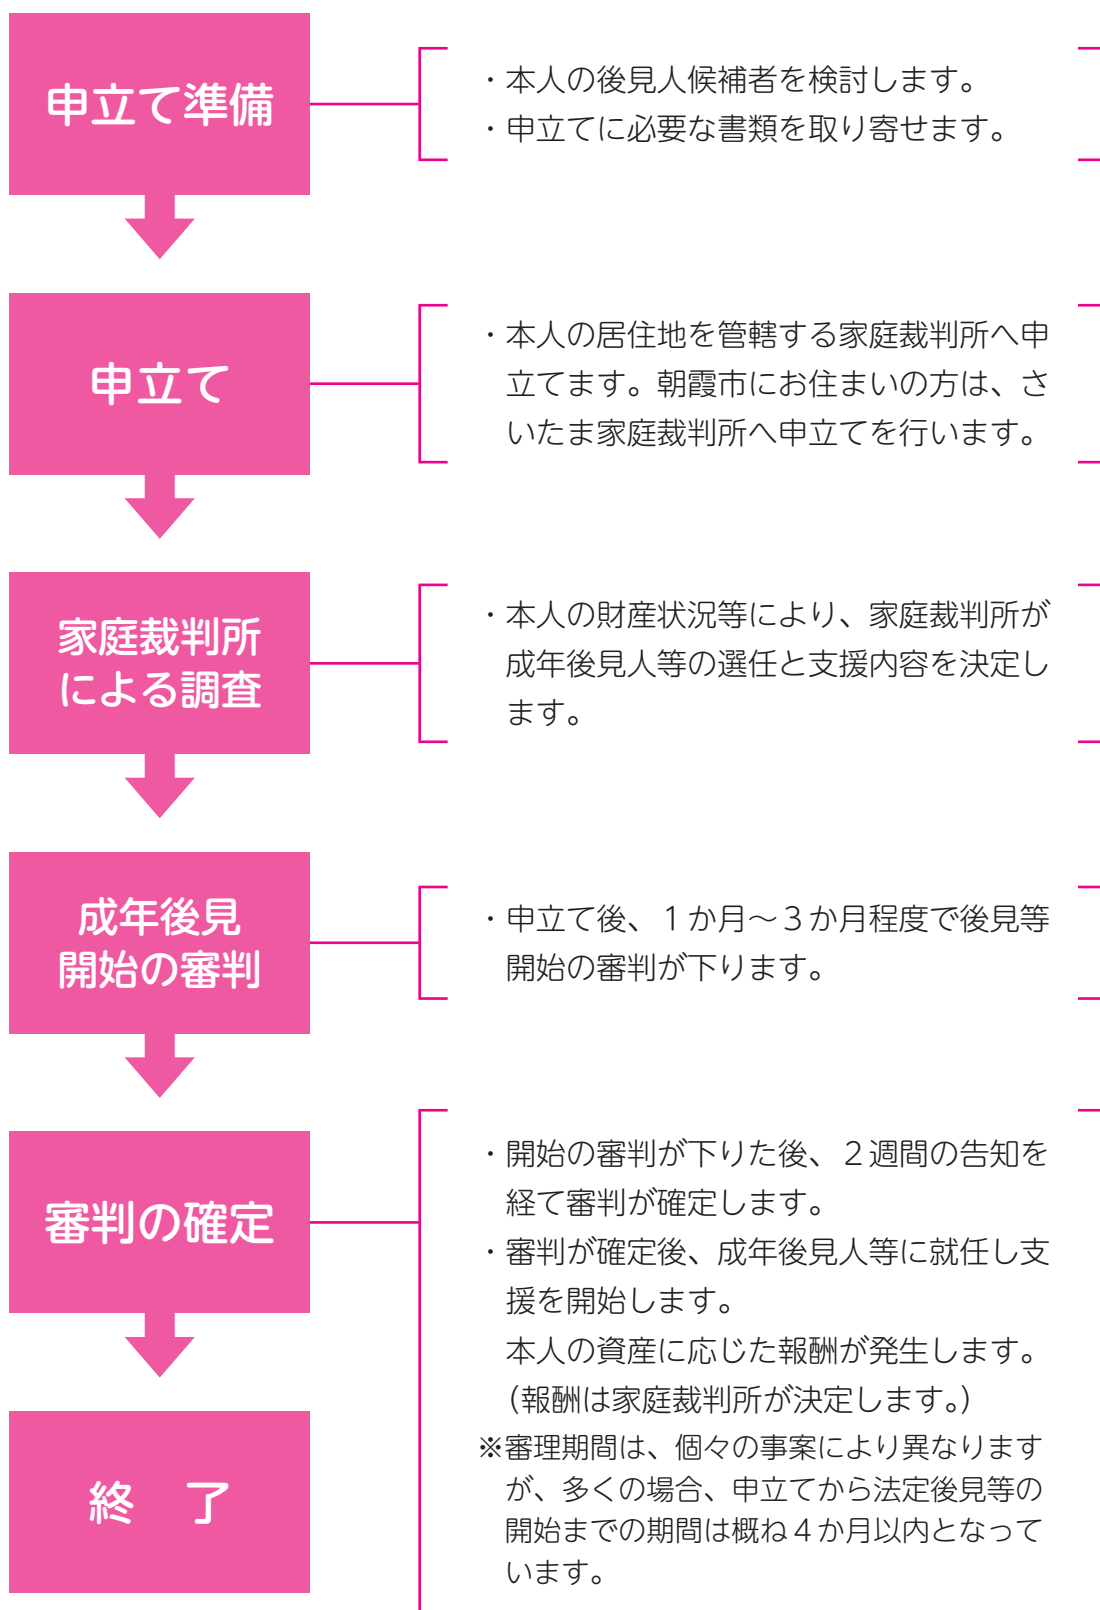 申立て準備
・本人の後見人候補者を検討します。
・申立てに必要な書類を取り寄せます。
申立て
・本人の居住地を管轄する家庭裁判所へ申
立てます。朝霞市にお住まいの方は、さ
いたま家庭裁判所へ申立てを行います。
家庭裁判所
による調査
・本人の財産状況等により、家庭裁判所が
成年後見人等の選任と支援内容を決定し
ます。
成年後見
開始の審判
・申立て後、１か月〜３か月程度で後見等
開始の審判が下ります。
審判の確定
・開始の審判が下りた後、２週間の告知を
経て審判が確定します。
・審判が確定後、成年後見人等に就任し支
援を開始します。
本人の資産に応じた報酬が発生します。
（報酬は家庭裁判所が決定します。）
※審理期間は、個々の事案により異なります
が、多くの場合、申立てから法定後見等の
開始までの期間は概ね４か月以内となって
います。
終　了